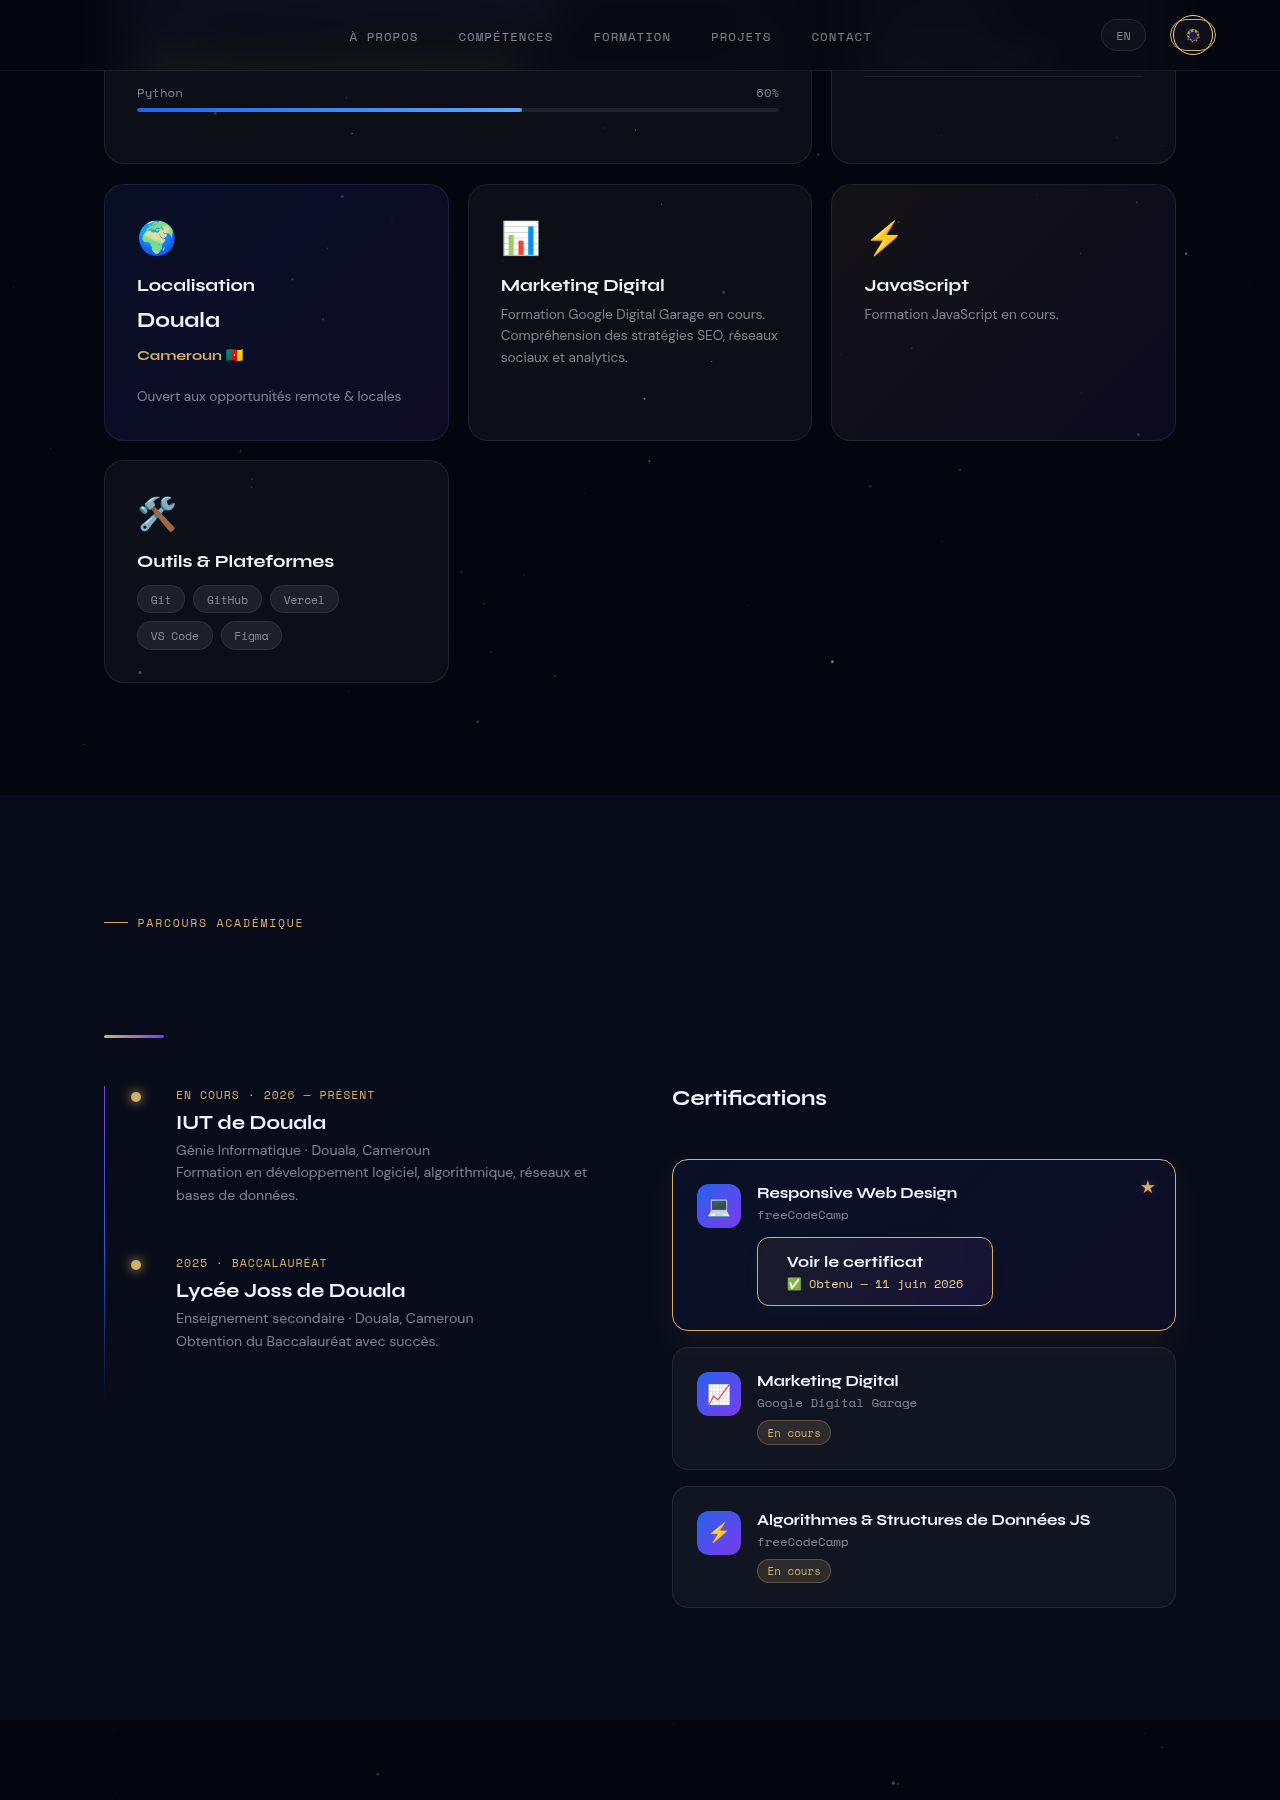 À PROPOS
COMPÉTENCES
FORMATION
PROJETS
CONTACT
EN
Python
60%
Localisation
Douala
Cameroun 🇨🇲
Ouvert aux opportunités remote & locales
Marketing Digital
Formation Google Digital Garage en cours.
Compréhension des stratégies SEO, réseaux
sociaux et analytics.
JavaScript
Formation JavaScript en cours.
Outils & Plateformes
Git
GitHub
Vercel
VS Code
Figma
PARCOURS ACADÉMIQUE
EN COURS · 2026 — PRÉSENT
IUT de Douala
Génie Informatique · Douala, Cameroun
Formation en développement logiciel, algorithmique, réseaux et
bases de données.
2025 · BACCALAURÉAT
Lycée Joss de Douala
Enseignement secondaire · Douala, Cameroun
Obtention du Baccalauréat avec succès.
Certifications
Responsive Web Design
freeCodeCamp
Voir le certificat
✅ Obtenu — 11 juin 2026
Marketing Digital
Google Digital Garage
En cours
Algorithmes & Structures de Données JS
freeCodeCamp
En cours